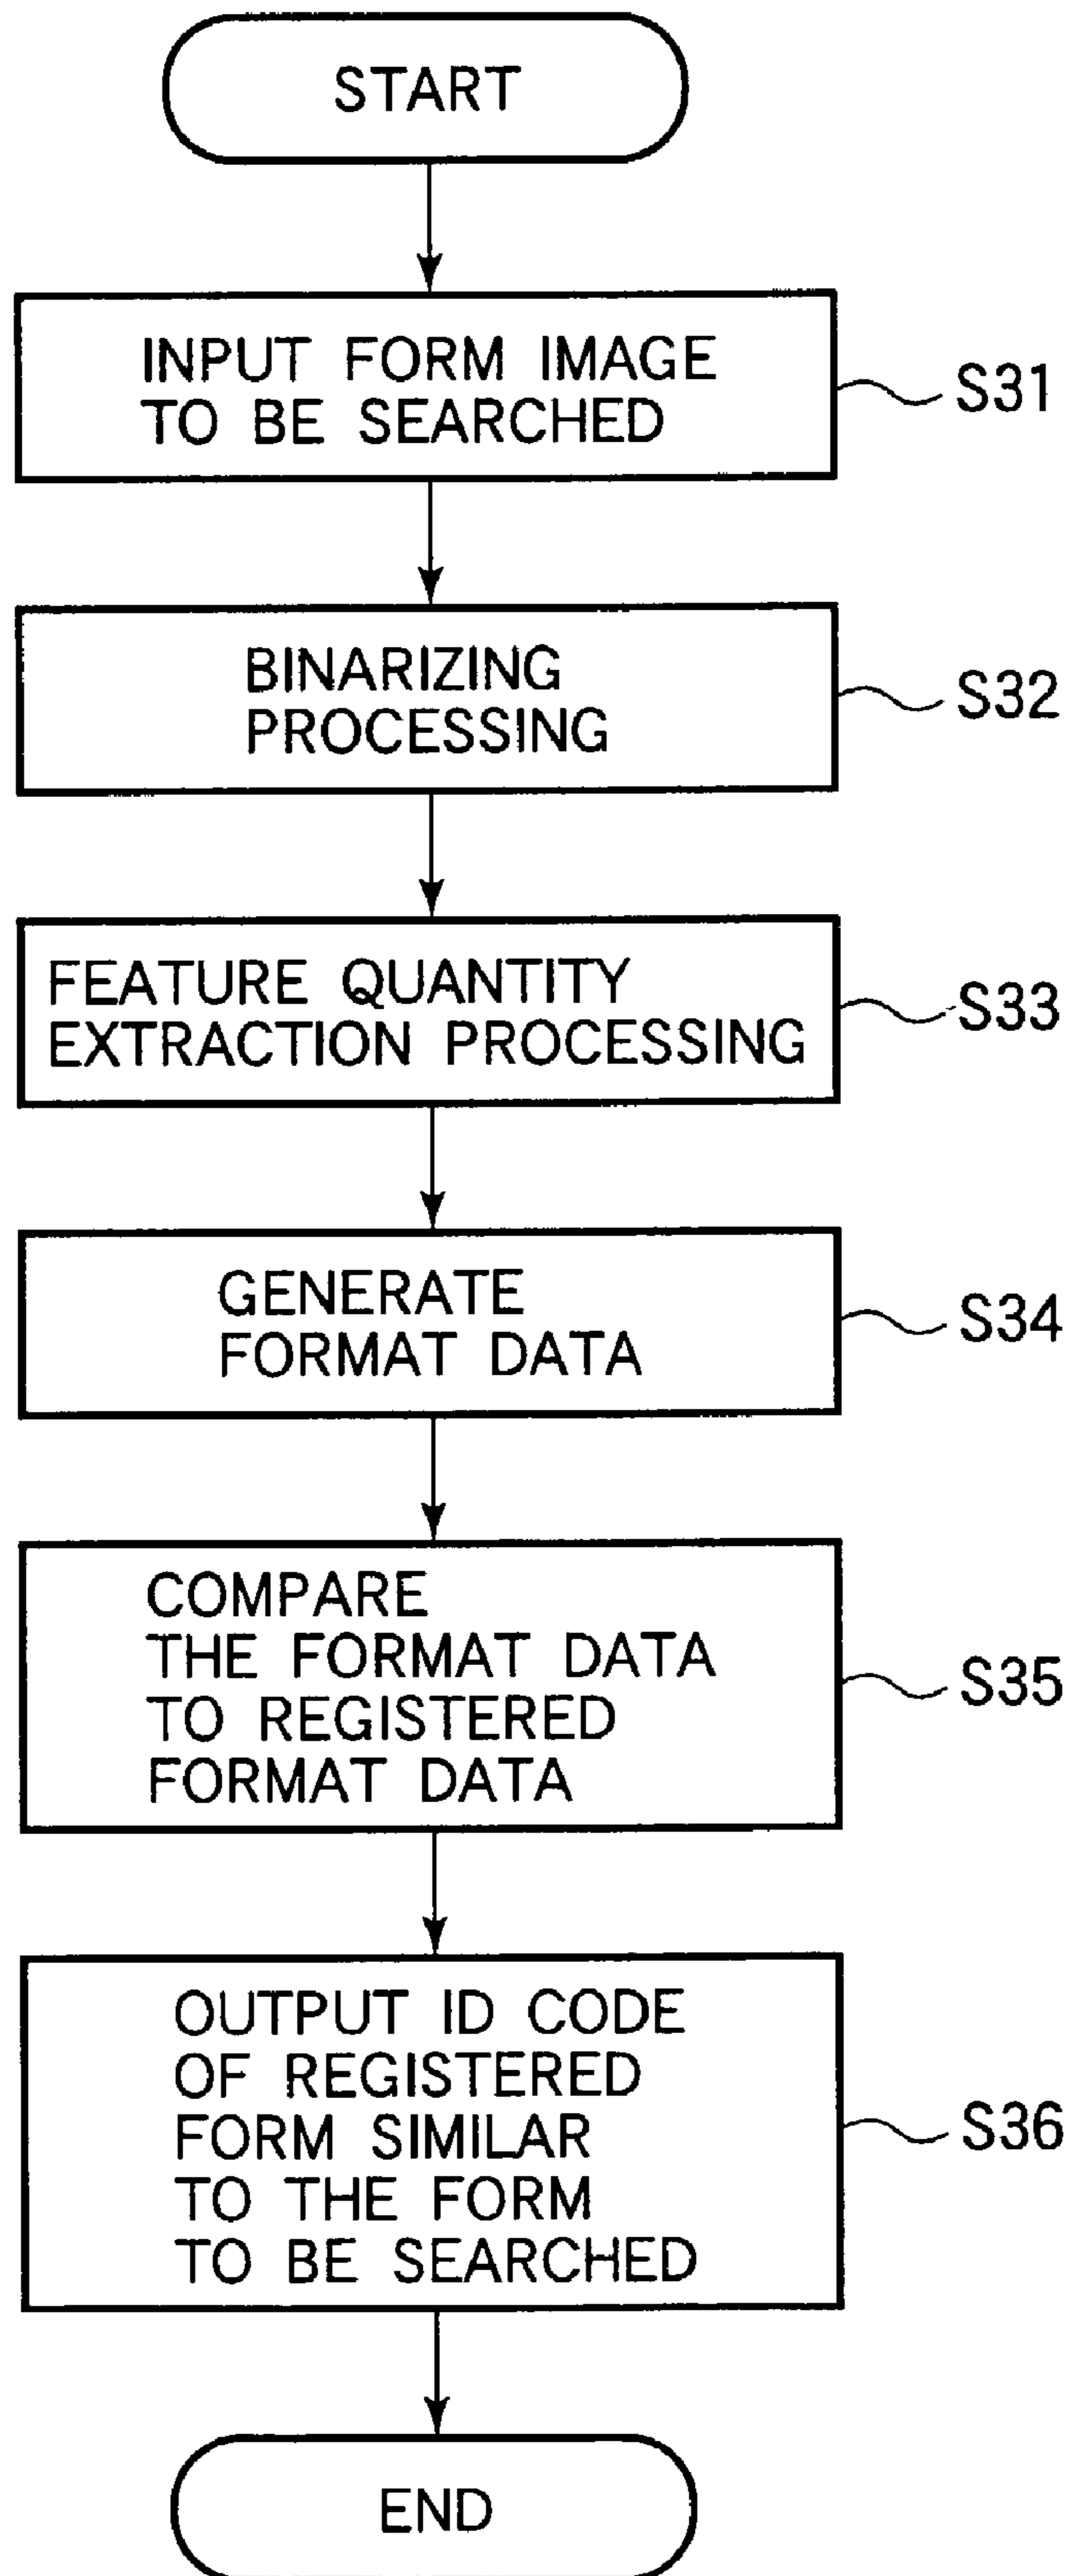 START
INPUT FORM IMAGE
TO BE SEARCHED
S31
BINARIZING
PROCESSING
S32
FEATURE QUANTITY
EXTRACTION PROCESSING
S33
GENERATE
FORMAT DATA
S34
COMPARE
THE FORMAT DATA
TO REGISTERED
FORMAT DATA
S35
OUTPUT ID CODE
OF REGISTERED
FORM SIMILAR
TO THE FORM
TO BE SEARCHED
S36
END